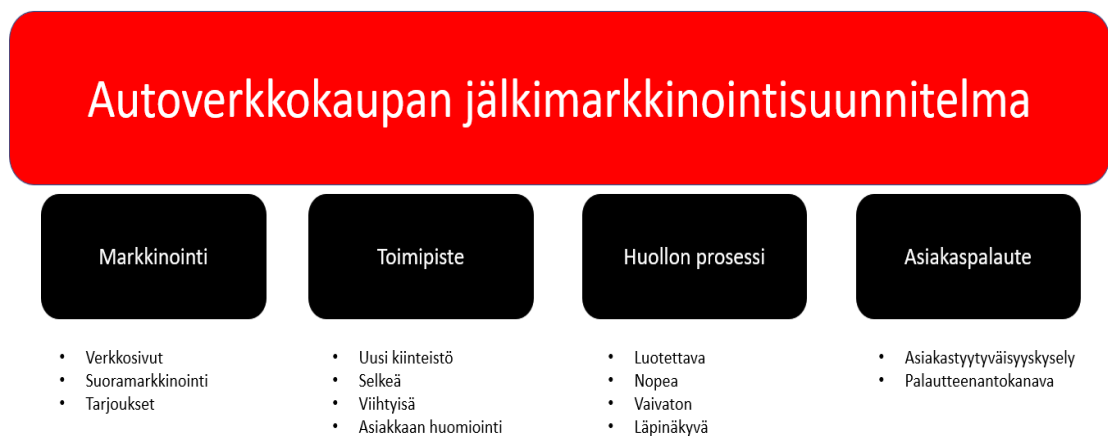 Autoverkkokaupan jälkimarkkinointisuunnitelma
Markkinointi
• Verkkosivut
• Suoramarkkinointi
• Tarjoukset
Toimipiste
• Uusi kiinteistö
• Selkeä
• Viihtyisä
• Asiakkaan huomiointi
Huollon prosessi
• Luotettava
• Nopea
• Vaivaton
• Läpinäkyvä
Asiakaspalaute
• Asiakastyytyväisyyskysely
• Palautteenantokanava